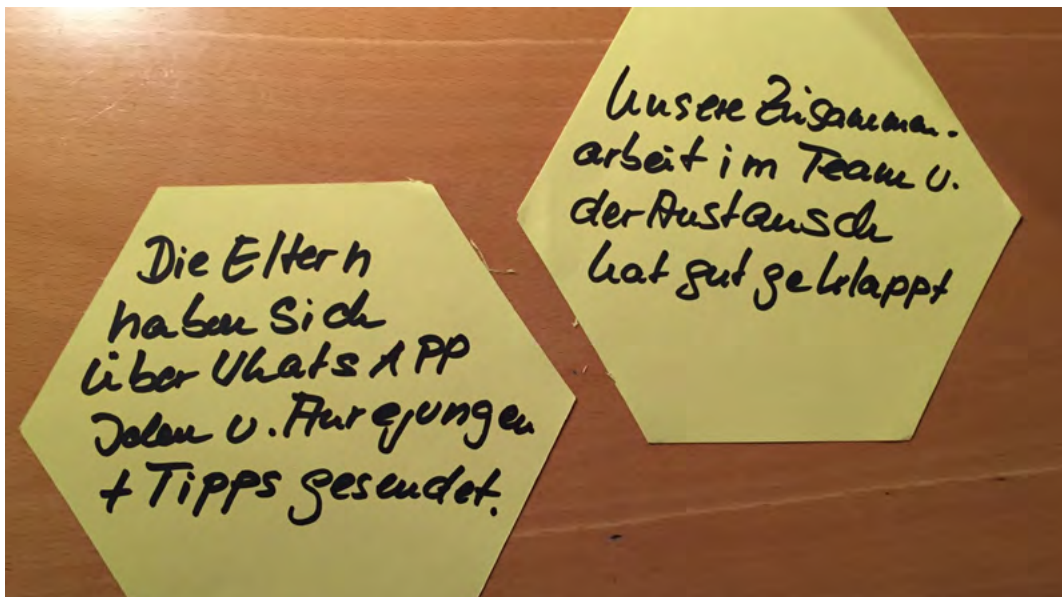 Die Eltern
haben sich
über WhatsAPP
Ideen u. Anregungen
+ Tipps gesendet.
Unsere Zusammen-
arbeit im Team u.
der Austausch
hat gut geklappt